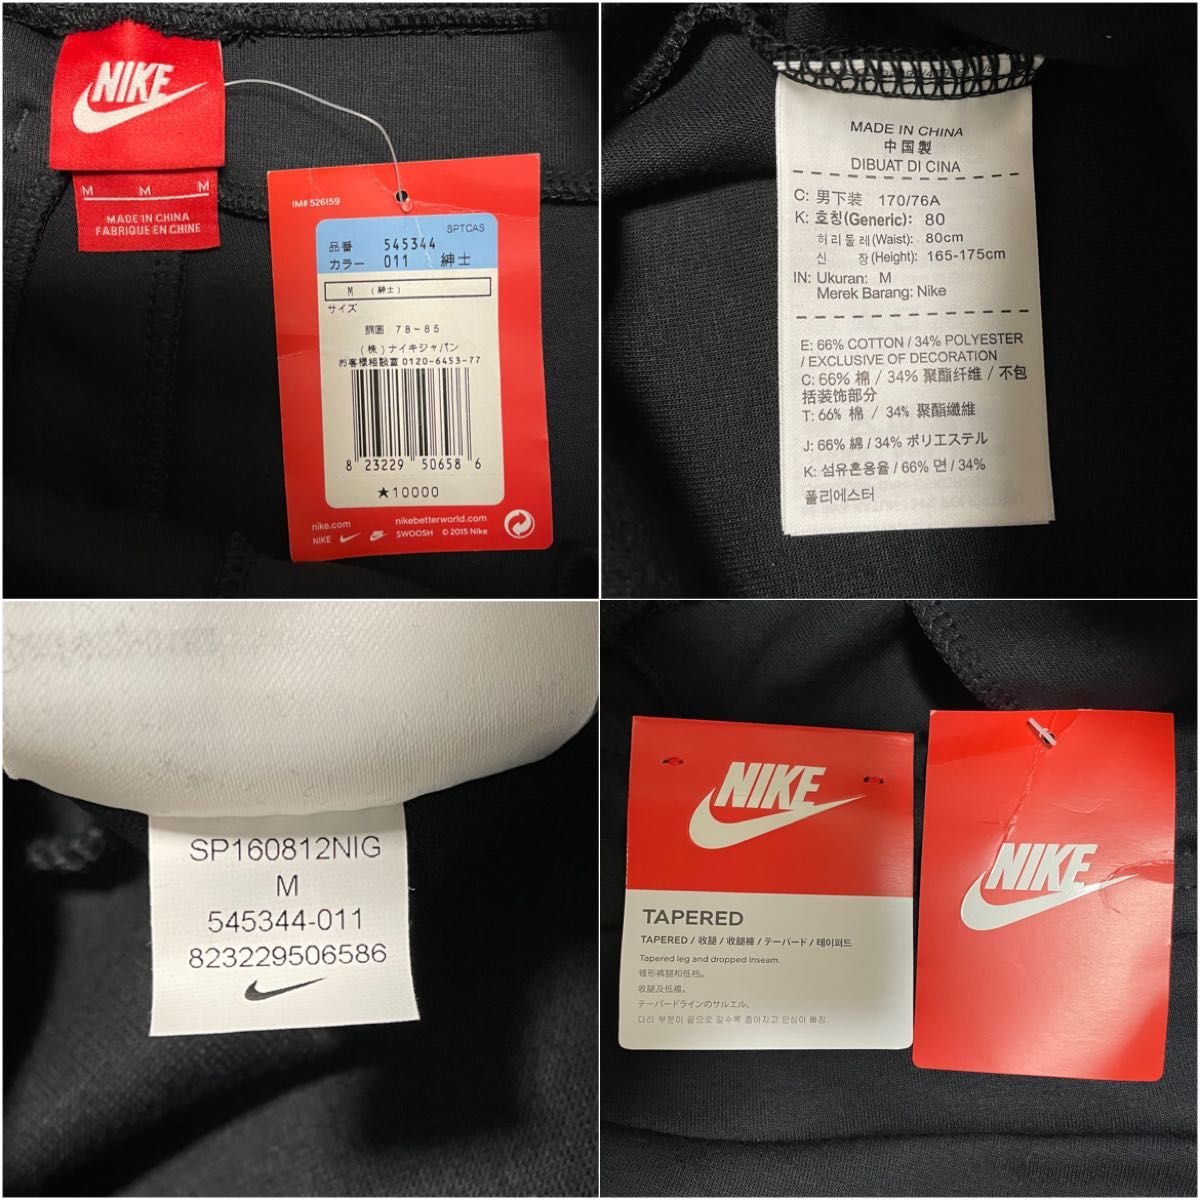 NIKE
M M M
MADE IN CHINA
FABRIQUE EN CHINE
IM# 526159
SPTCAS
品番 545344
カラー 011 紳士
M (紳士)
サイズ
胴囲 78-85
(株)ナイキジャパン
お客様相談室0120-6453-77
8 23229 50658 6
★10000
nike.com nikebetterworld.com
NIKE SWOOSH © 2015 Nike
MADE IN CHINA
中国製
DIBUAT DI CINA
C: 男下装 170/76A
K: 호칭(Generic): 80
허리둘레(Waist): 80cm
신 장(Height): 165-175cm
IN: Ukuran: M
Merek Barang: Nike
E: 66% COTTON / 34% POLYESTER
/ EXCLUSIVE OF DECORATION
C: 66% 棉 / 34% 聚酯纤维 / 不包
括装饰部分
T: 66% 棉 / 34% 聚酯纖維
J: 66% 綿 / 34% ポリエステル
K: 섬유혼용율 / 66% 면 / 34%
폴리에스터
SP160812NIG
M
545344-011
823229506586
NIKE
TAPERED
TAPERED / 收腿 / 收腿褲 / テーパード / 테이퍼드
Tapered leg and dropped inseam.
锥形裤腿和低裆。
收腿及低襠。
テーパードラインのサルエル。
다리 부분이 끝으로 갈수록 좁아지고 인심이 빠짐.
NIKE